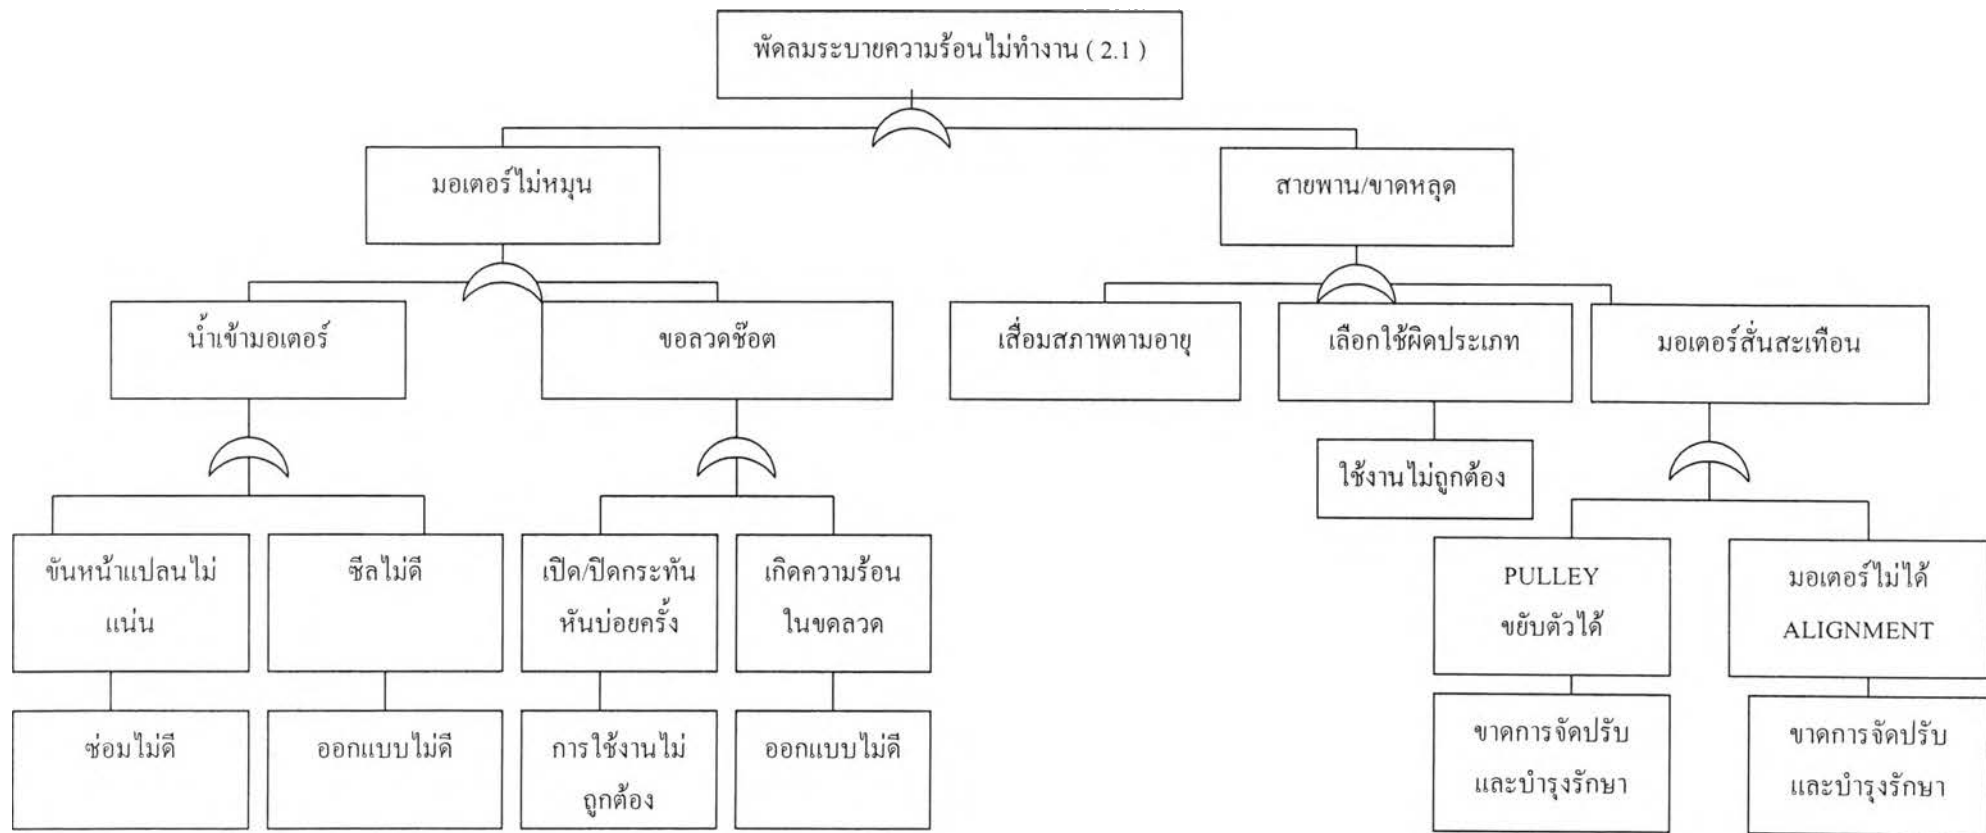 พัดลมระบายความร้อนไม่ทำงาน ( 2.1 )
มอเตอร์ไม่หมุน
สายพาน/ขาดหลุด
น้ำเข้ามอเตอร์
ขอลวดช๊อต
เสื่อมสภาพตามอายุ
เลือกใช้ผิดประเภท
มอเตอร์สั่นสะเทือน
ใช้งานไม่ถูกต้อง
ขันหน้าแปลนไม่
แน่น
ซีลไม่ดี
เปิด/ปิดกระทัน
หันบ่อยครั้ง
เกิดความร้อน
ในขดลวด
PULLEY
ขยับตัวได้
มอเตอร์ไม่ได้
ALIGNMENT
ซ่อมไม่ดี
ออกแบบไม่ดี
การใช้งานไม่
ถูกต้อง
ออกแบบไม่ดี
ขาดการจัดปรับ
และบำรุงรักษา
ขาดการจัดปรับ
และบำรุงรักษา